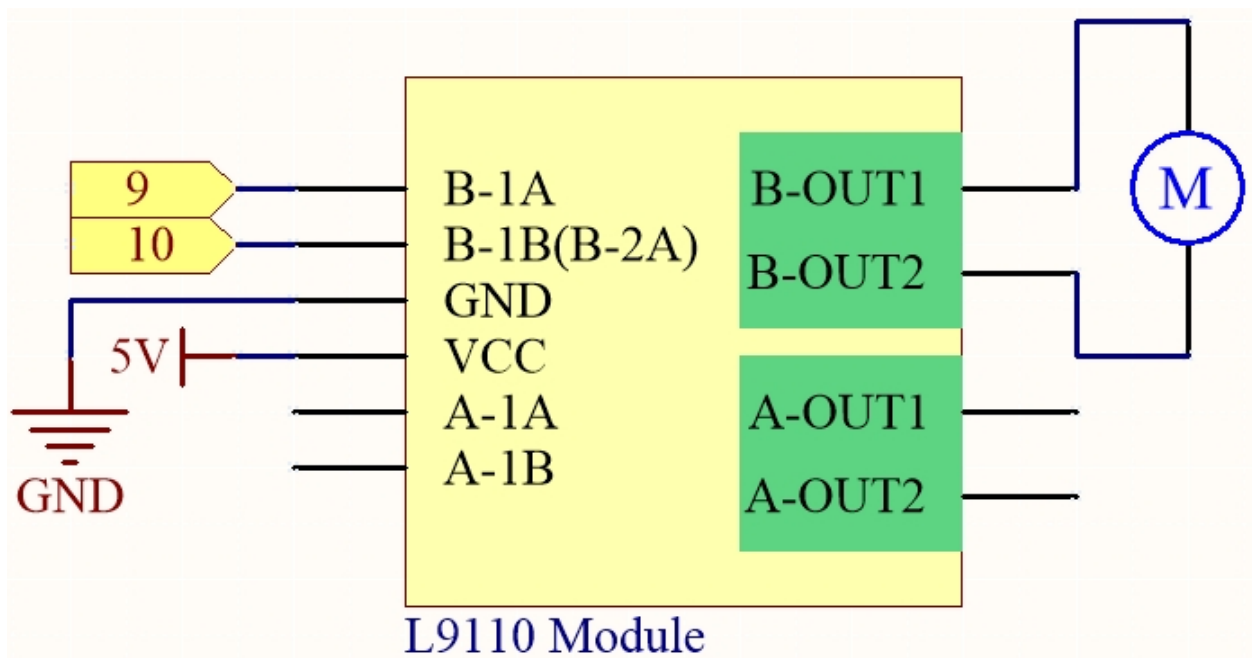 9
10
5V
GND
B-1A
B-1B(B-2A)
GND
VCC
A-1A
A-1B
B-OUT1
B-OUT2
A-OUT1
A-OUT2
M
L9110 Module